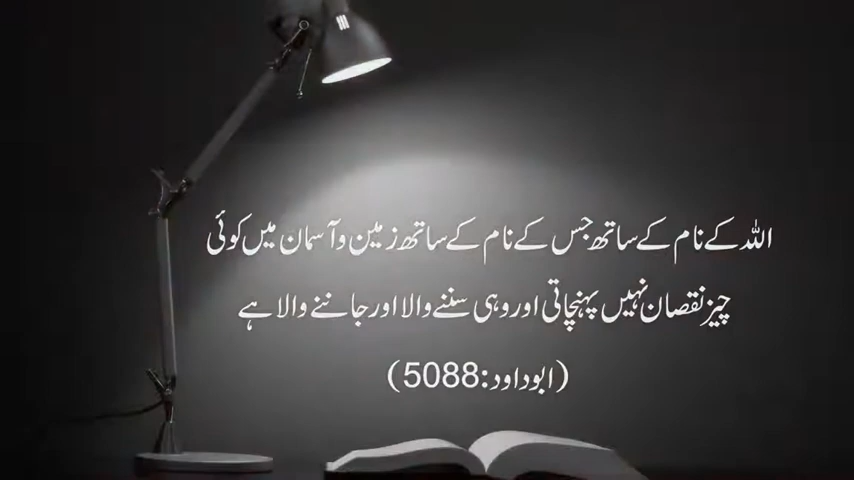 اللہ کے نام کے ساتھ جس کے نام کے ساتھ زمین و آسمان میں کوئی
چیز نقصان نہیں پہنچاتی اور وہی سننے والا اور جاننے والا ہے
(ابوداود:5088)